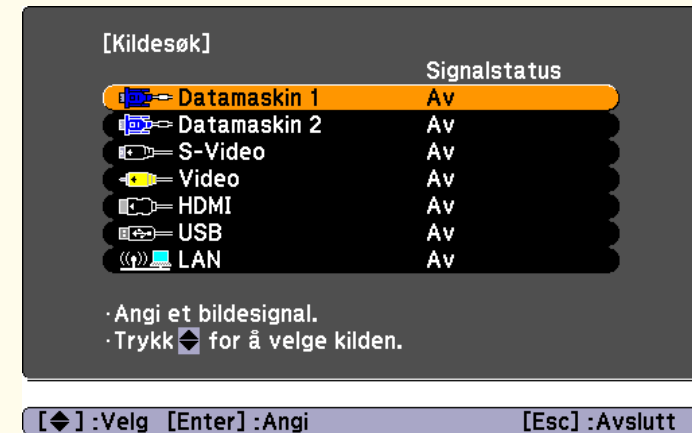 [Kildesøk]
Signalstatus
Datamaskin 1 Av
Datamaskin 2 Av
S-Video Av
Video Av
HDMI Av
USB Av
LAN Av
·Angi et bildesignal.
·Trykk for å velge kilden.
[◆] :Velg [Enter] :Angi [Esc] :Avslutt